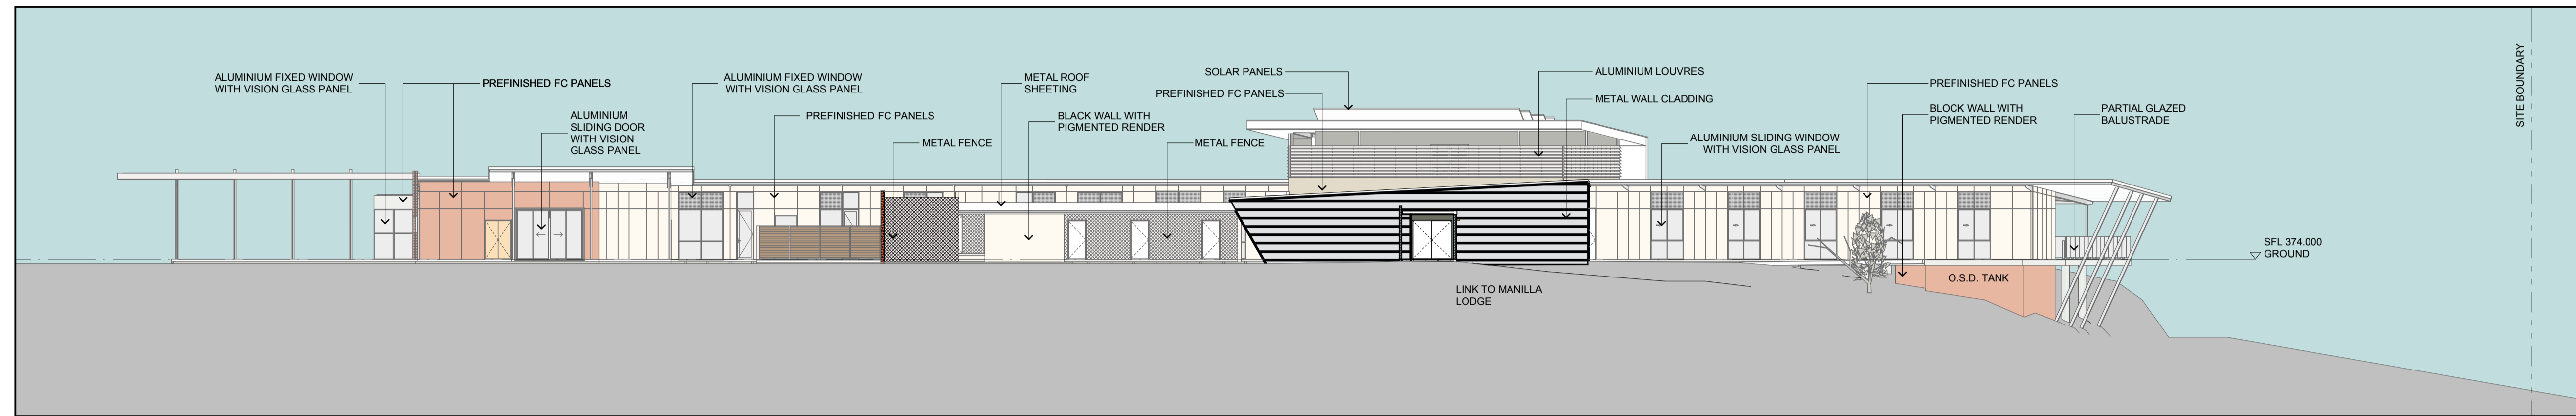 ALUMINIUM FIXED WINDOW
WITH VISION GLASS PANEL
PREFINISHED FC PANELS
ALUMINIUM
SLIDING DOOR
WITH VISION
GLASS PANEL
ALUMINIUM FIXED WINDOW
WITH VISION GLASS PANEL
PREFINISHED FC PANELS
METAL FENCE
METAL ROOF
SHEETING
BLACK WALL WITH
PIGMENTED RENDER
METAL FENCE
SOLAR PANELS
PREFINISHED FC PANELS
ALUMINIUM LOUVRES
METAL WALL CLADDING
ALUMINIUM SLIDING WINDOW
WITH VISION GLASS PANEL
PREFINISHED FC PANELS
BLOCK WALL WITH
PIGMENTED RENDER
PARTIAL GLAZED
BALUSTRADE
SITE BOUNDARY
SFL 374.000
GROUND
O.S.D. TANK
LINK TO MANILLA
LODGE